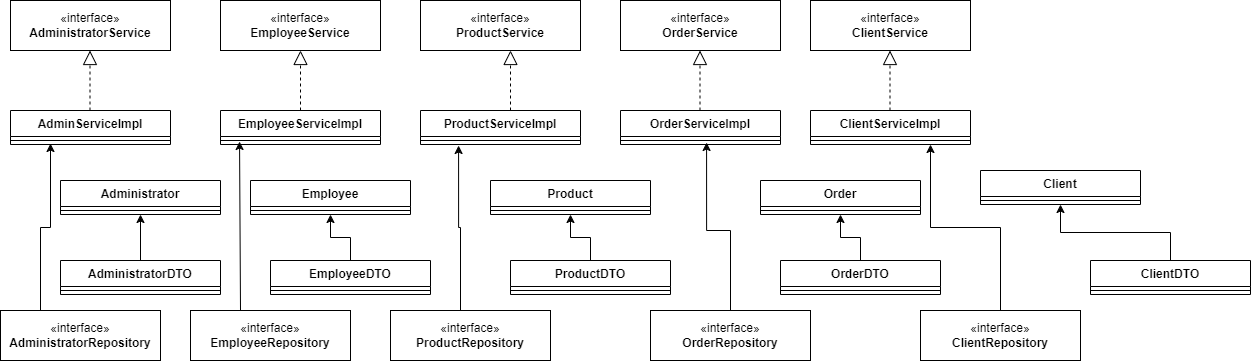 «interface»
AdministratorService
«interface»
EmployeeService
«interface»
ProductService
«interface»
OrderService
«interface»
ClientService
AdminServiceImpl
EmployeeServiceImpl
ProductServiceImpl
OrderServiceImpl
ClientServiceImpl
Administrator
Employee
Product
Order
Client
AdministratorDTO
EmployeeDTO
ProductDTO
OrderDTO
ClientDTO
«interface»
AdministratorRepository
«interface»
EmployeeRepository
«interface»
ProductRepository
«interface»
OrderRepository
«interface»
ClientRepository